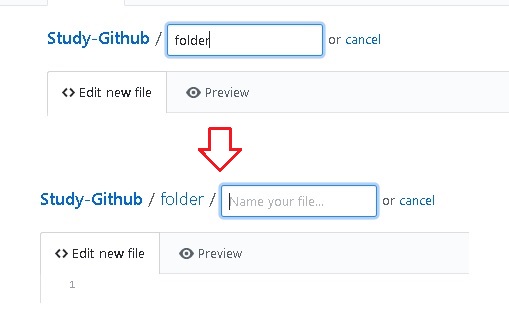 Study-Github / folder or cancel
<> Edit new file Preview
Study-Github / folder / Name your file... or cancel
<> Edit new file Preview
1